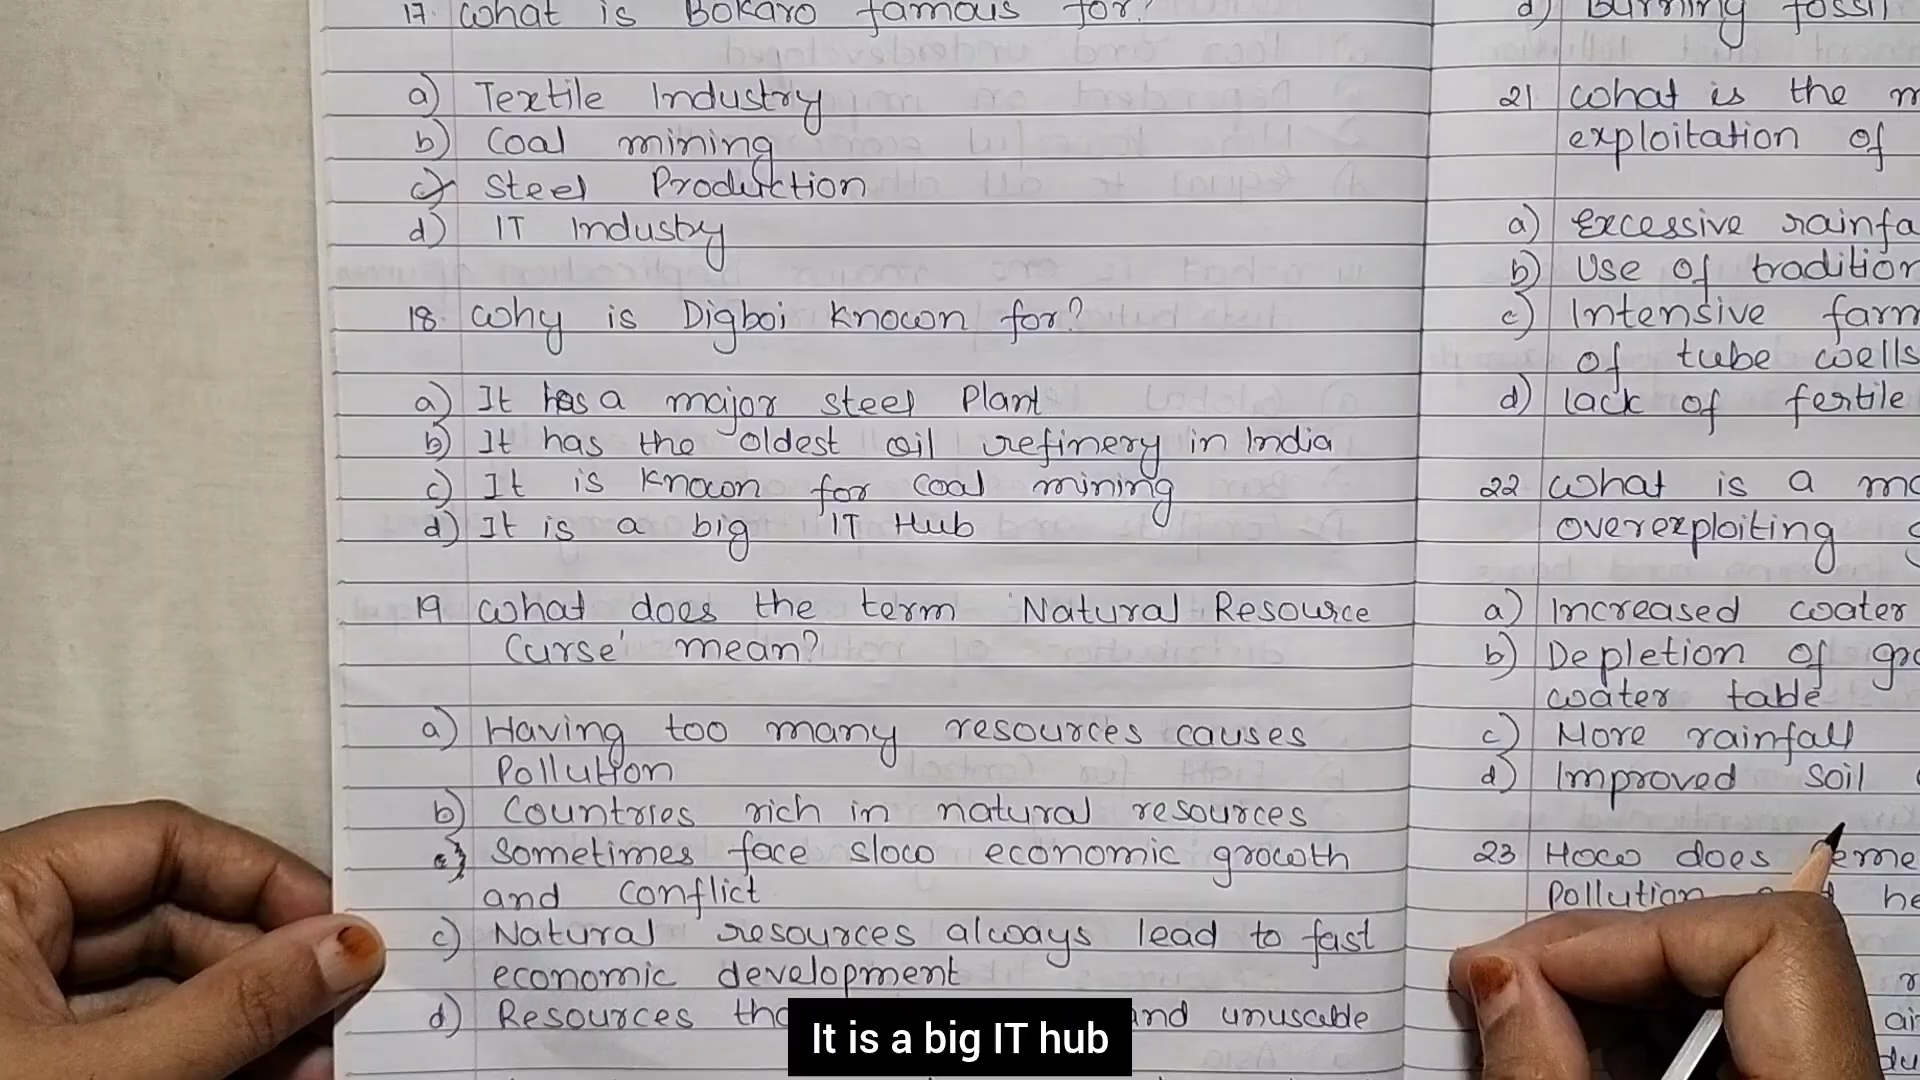 17. What is Bokaro famous for?
a) Textile Industry
b) Coal mining
c) Steel Production
d) IT Industry
18. Why is Digboi Known for?
a) It has a major steel Plant
b) It has the oldest oil refinery in India
c) It is Known for coal mining
d) It is a big IT Hub
19 What does the term 'Natural Resource
Curse' mean?
a) Having too many resources causes
Pollution
b) Countries rich in natural resources
Sometimes face slow economic growth
and conflict
c) Natural resources always lead to fast
economic development
d) Resources and unusable
d) Burning fossil
21 What is the
exploitation of
a) Excessive
b) Use of
c) Intensive
of tube wells
d) lack of fertile
22 What is a
overexploiting
a) Increased water
b) Depletion of
water table
c) More rainfall
d) Improved soil
23 How does
Pollution
It is a big IT hub